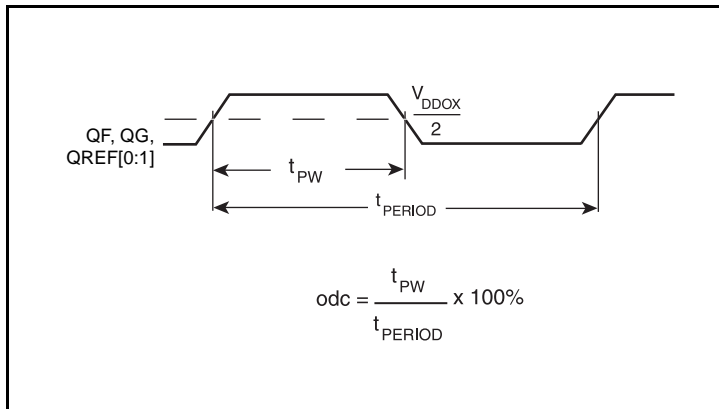 V_DDOX
2
QF, QG,
QREF[0:1]
t_PW
t_PERIOD
odc = t_PW / t_PERIOD x 100%